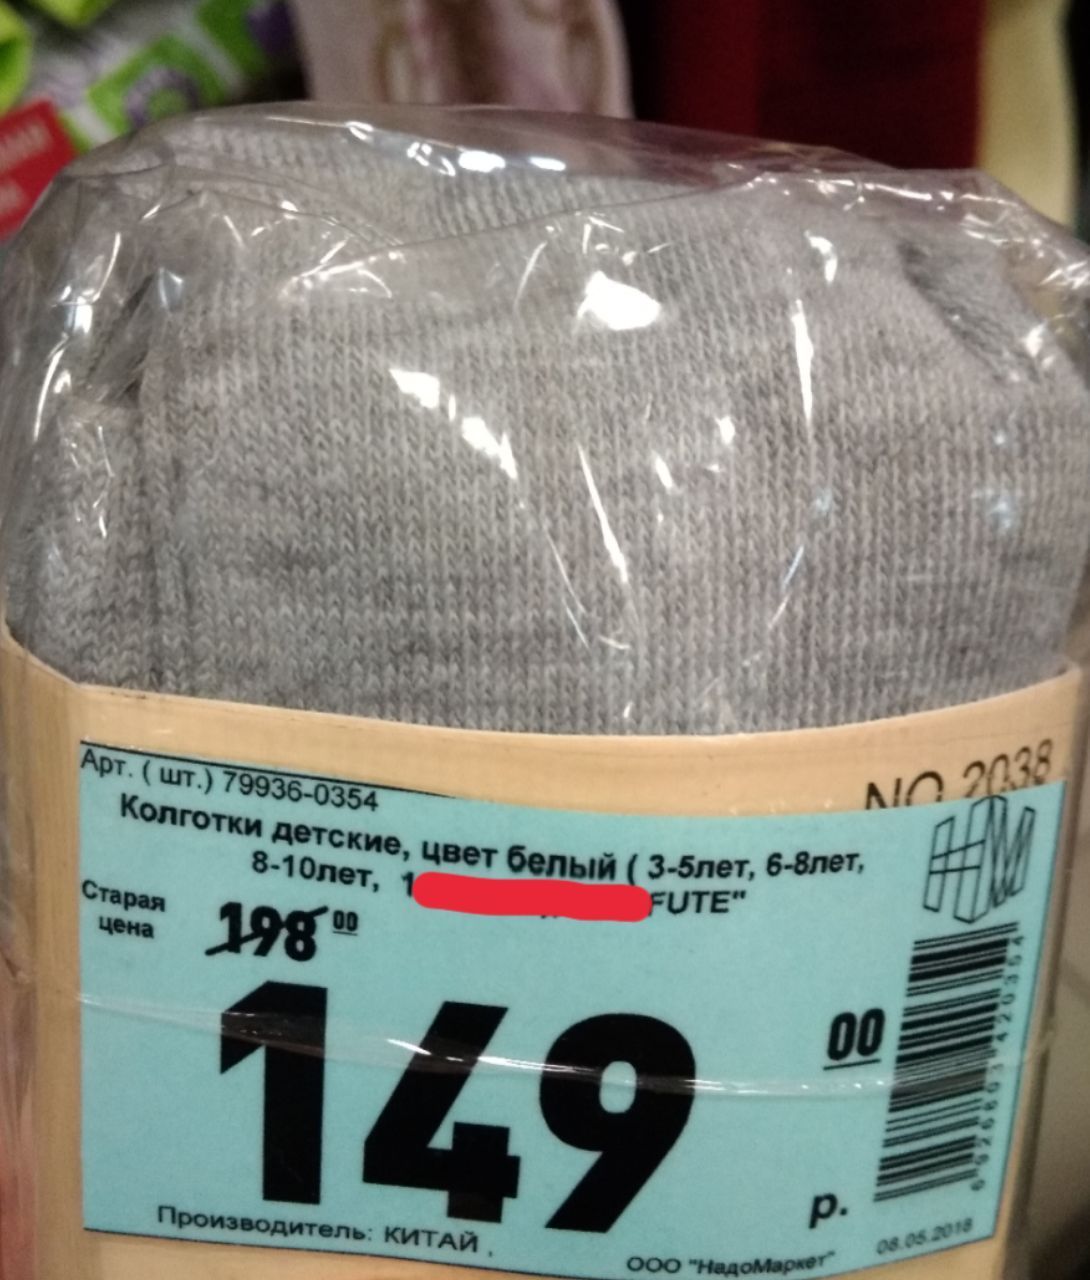 NO 2038
Арт. ( шт.) 79936-0354
Колготки детские, цвет белый ( 3-5лет, 6-8лет,
8-10лет, 1 FUTE"
Старая
цена
198 00
149 00
р.
Производитель: КИТАЙ ,
ООО "НадоМаркет"
08.05.2018